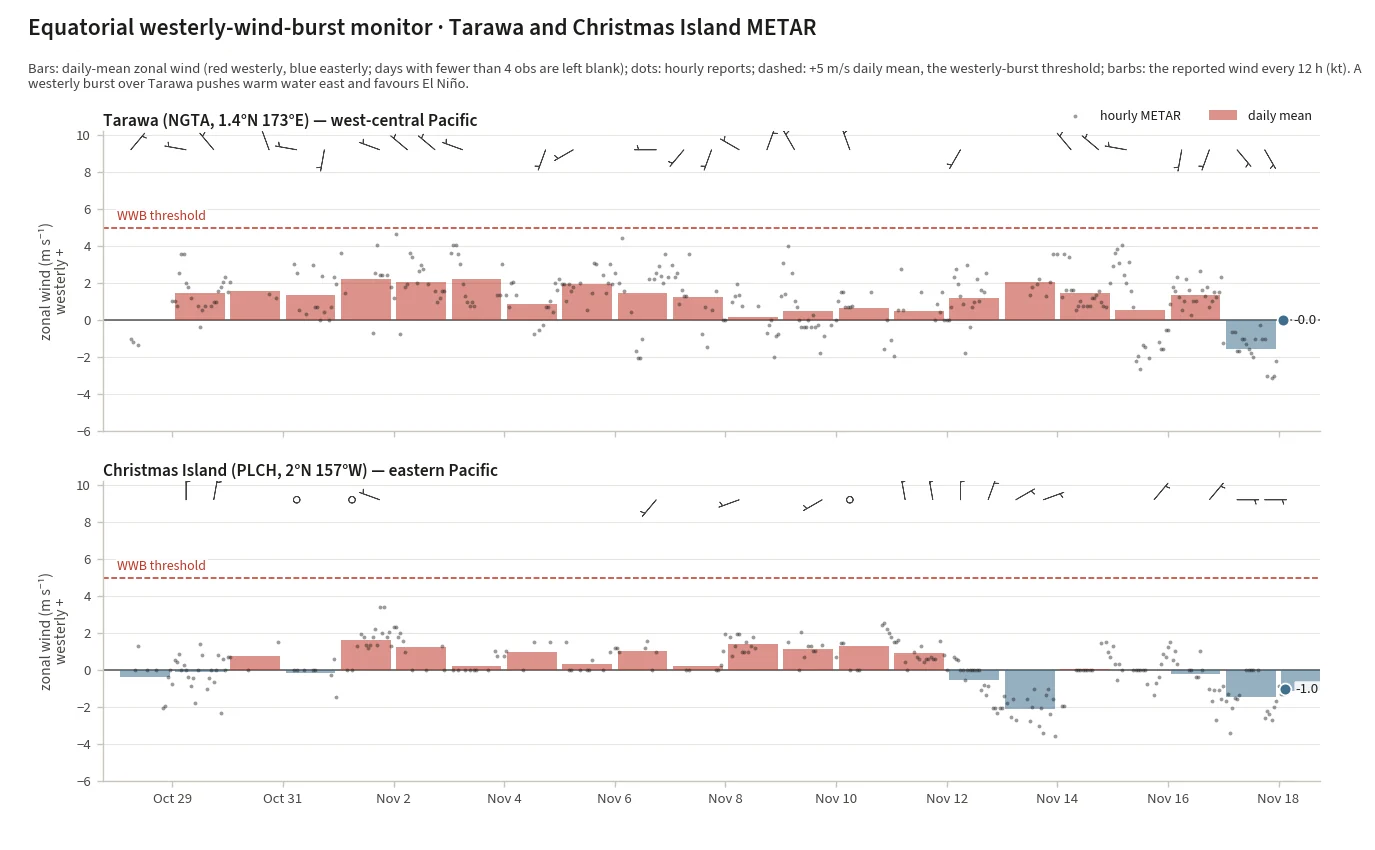 Equatorial westerly-wind-burst monitor · Tarawa and Christmas Island METAR
Bars: daily-mean zonal wind (red westerly, blue easterly; days with fewer than 4 obs are left blank); dots: hourly reports; dashed: +5 m/s daily mean, the westerly-burst threshold; barbs: the reported wind every 12 h (kt). A
westerly burst over Tarawa pushes warm water east and favours El Niño.
Tarawa (NGTA, 1.4°N 173°E) — west-central Pacific
hourly METAR
daily mean
10
8
6
4
2
0
−2
−4
−6
zonal wind (m s⁻¹)
westerly +
WWB threshold
-0.0
Christmas Island (PLCH, 2°N 157°W) — eastern Pacific
10
8
6
4
2
0
−2
−4
−6
zonal wind (m s⁻¹)
westerly +
WWB threshold
-1.0
Oct 29
Oct 31
Nov 2
Nov 4
Nov 6
Nov 8
Nov 10
Nov 12
Nov 14
Nov 16
Nov 18